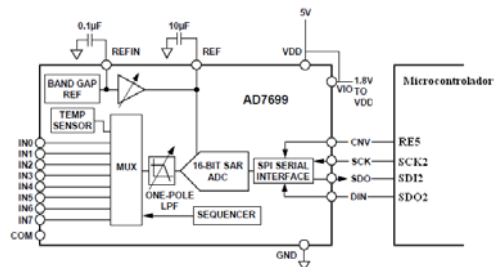 0.1µF
10µF
5V
REFIN
REF
VDD
BAND GAP
REF
AD7699
VIO
1.8V
TO
VDD
Microcontrolador
TEMP
SENSOR
CNV
RE5
IN0
IN1
IN2
IN3
IN4
IN5
IN6
IN7
MUX
16-BIT SAR
ADC
SPI SERIAL
INTERFACE
SCK
SCK2
SDO
SDI2
DIN
SDO2
ONE-POLE
LPF
SEQUENCER
COM
GND